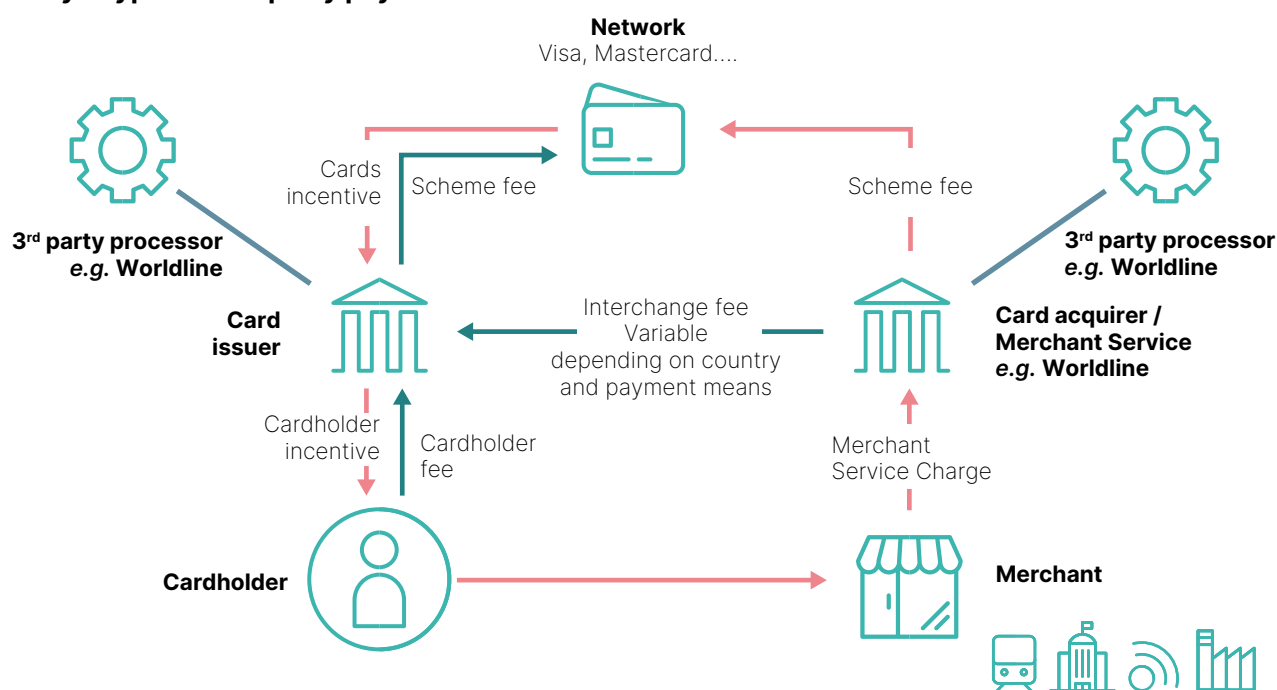 Network
Visa, Mastercard....
Cards
incentive
Scheme fee
Scheme fee
3rd party processor
e.g. Worldline
3rd party processor
e.g. Worldline
Card
issuer
Interchange fee
Variable
depending on country
and payment means
Card acquirer /
Merchant Service
e.g. Worldline
Cardholder
incentive
Cardholder
fee
Merchant
Service Charge
Cardholder
Merchant